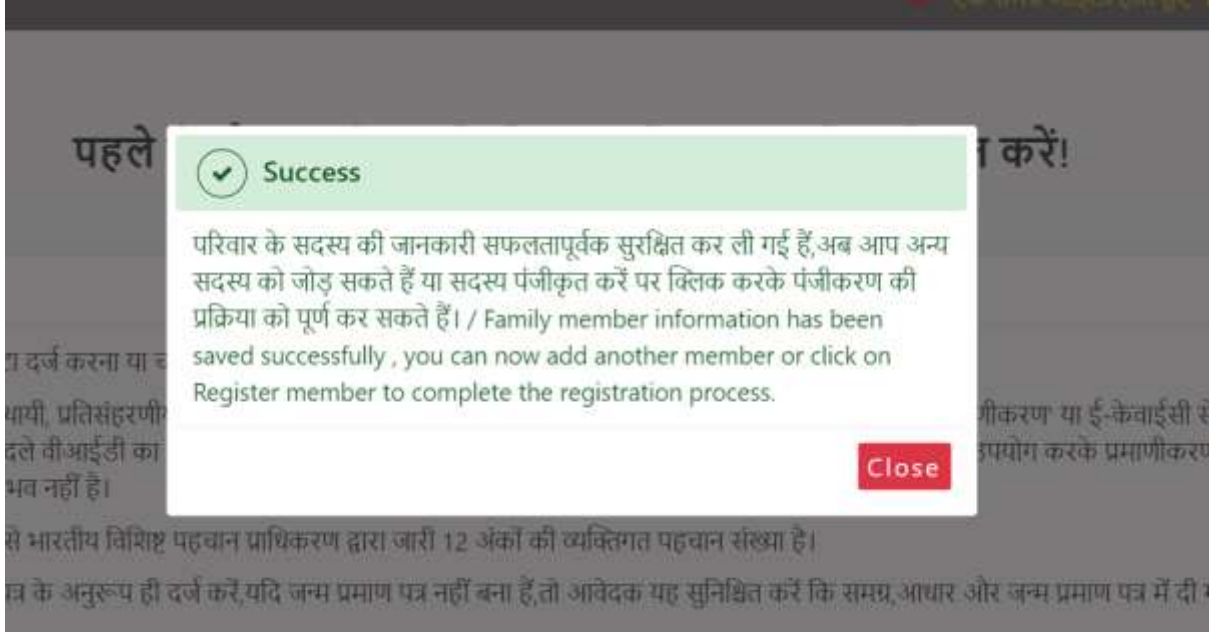 पहले
त करें!
Success
परिवार के सदस्य की जानकारी सफलतापूर्वक सुरक्षित कर ली गई हैं,अब आप अन्य
सदस्य को जोड़ सकते हैं या सदस्य पंजीकृत करें पर क्लिक करके पंजीकरण की
प्रक्रिया को पूर्ण कर सकते हैं। / Family member information has been
saved successfully , you can now add another member or click on
Register member to complete the registration process.
दर्ज करना या
प्रतिसंहरणी
या ई-केवाईसी से
वीआईडी का
उपयोग करके प्रमाणीकरण
नहीं है।
Close
से भारतीय विशिष्ट पहचान प्राधिकरण द्वारा जारी 12 अंकों की व्यक्तिगत पहचान संख्या है।
के अनुरूप ही दर्ज करें,यदि जन्म प्रमाण पत्र नहीं बना हैं,तो आवेदक यह सुनिश्चित करें कि समग्र,आधार और जन्म प्रमाण पत्र में दी